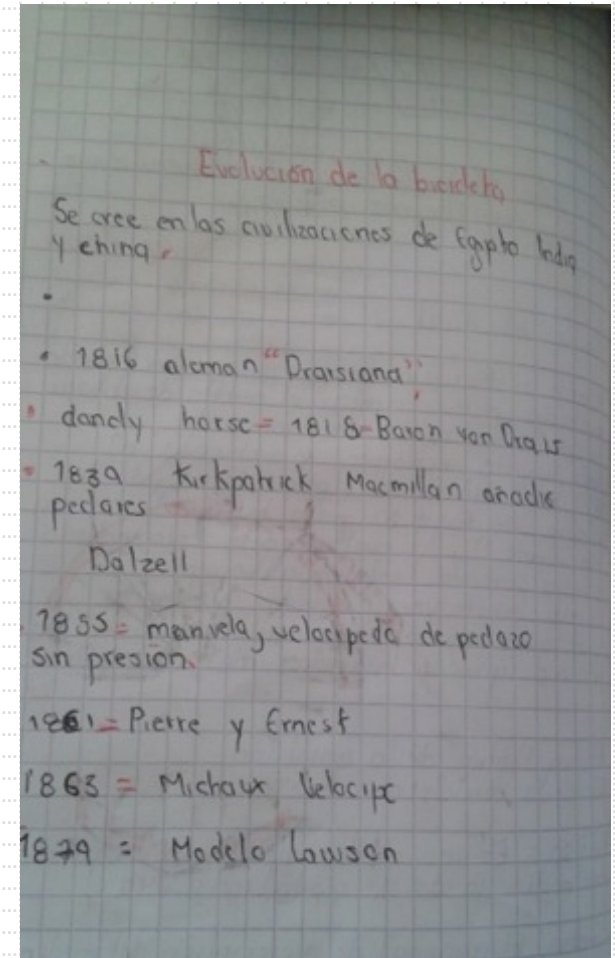 Evolución de la bicicleta
Se cree en las civilizaciones de Egipto India
y china.
• 1816 aleman "Draisiana"
• dandy horse = 1818-Baron von Drais
• 1839 Kirkpatrick Macmillan añade
pedales
Dalzell
1855 = manivela, velocipeda de pedazo
sin presion.
1861 = Pierre y Ernest
1863 = Michaux Velocipe
1879 = Modelo Lawson